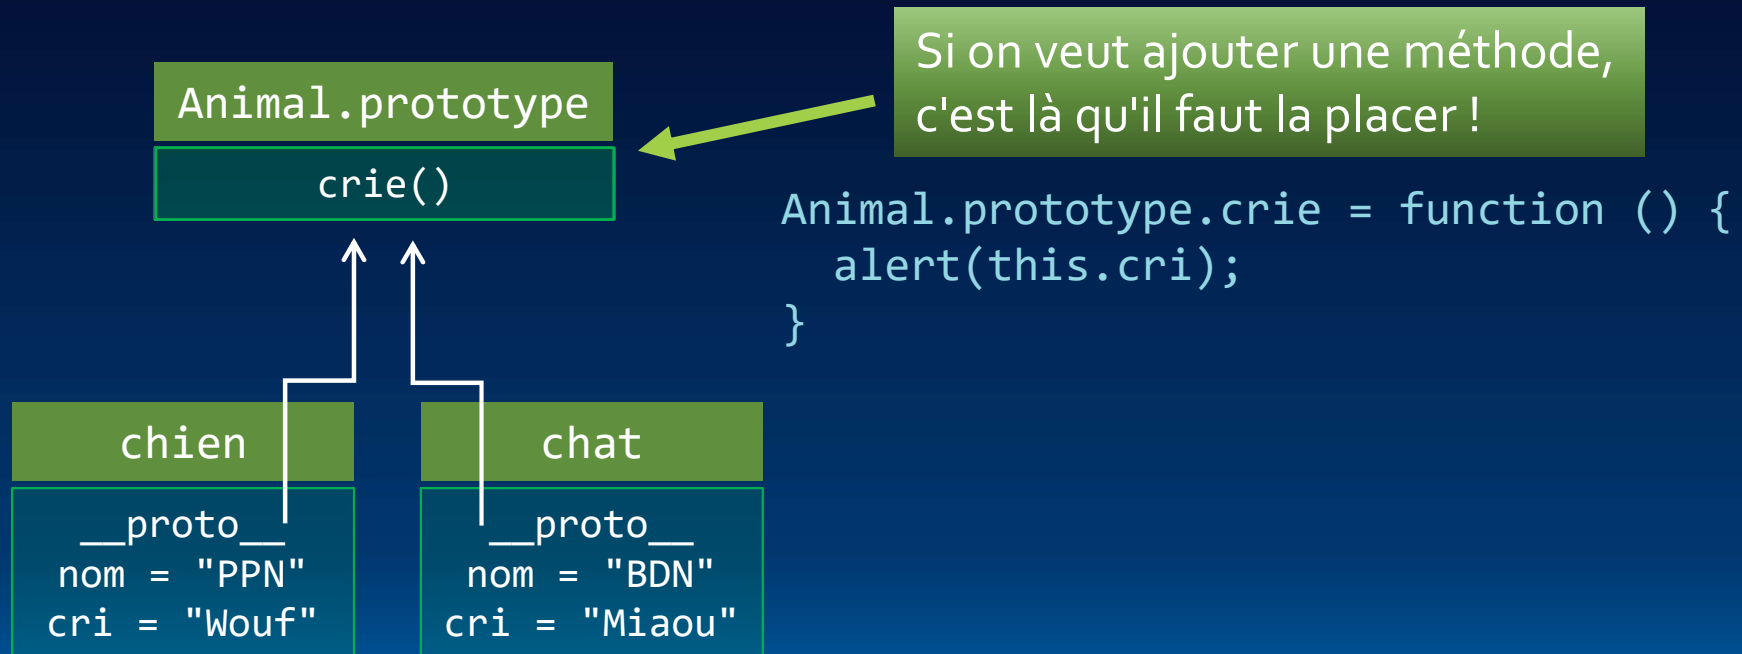 Animal.prototype
crie()
Si on veut ajouter une méthode,
c'est là qu'il faut la placer !
Animal.prototype.crie = function () {
  alert(this.cri);
}
chien
__proto__
nom = "PPN"
cri = "Wouf"
chat
__proto__
nom = "BDN"
cri = "Miaou"